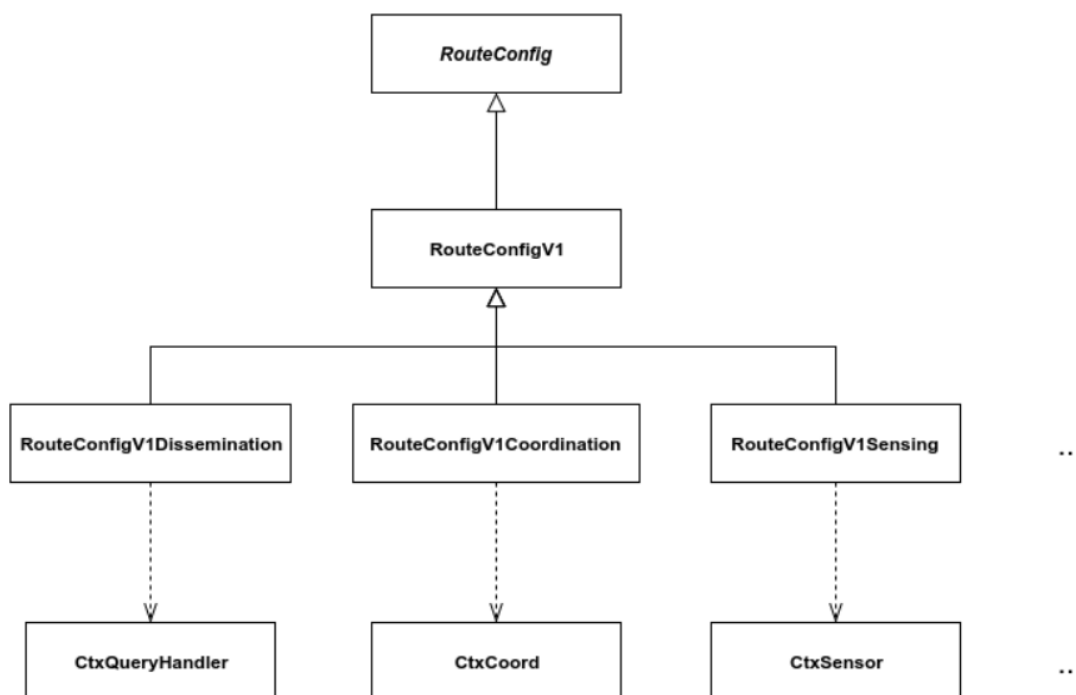 RouteConfig
RouteConfigV1
RouteConfigV1Dissemination RouteConfigV1Coordination RouteConfigV1Sensing ..
CtxQueryHandler CtxCoord CtxSensor ..